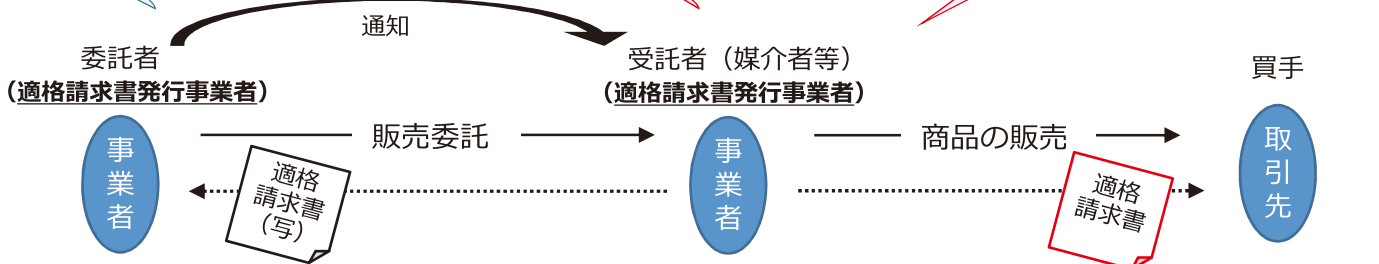 通知
委託者
（適格請求書発行事業者）
受託者（媒介者等）
（適格請求書発行事業者）
買手
事業者
販売委託
適格
請求書
（写）
事業者
商品の販売
適格
請求書
取引先